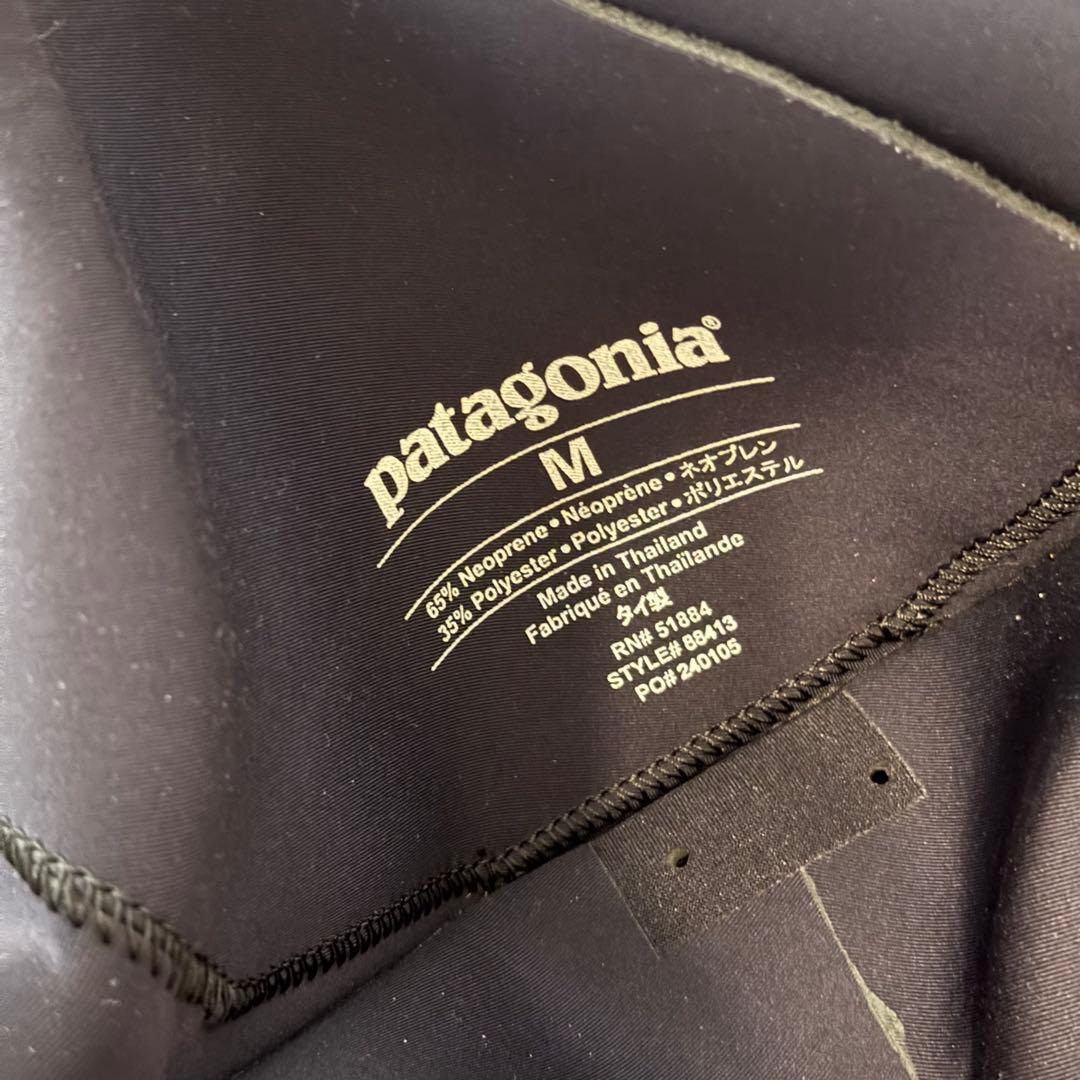 patagonia®
M
65% Neoprene • Néoprène • ネオプレン
35% Polyester • Polyester • ポリエステル
Made in Thailand
Fabriqué en Thaïlande
タイ製
RN# 51884
STYLE# 88413
PO# 240105